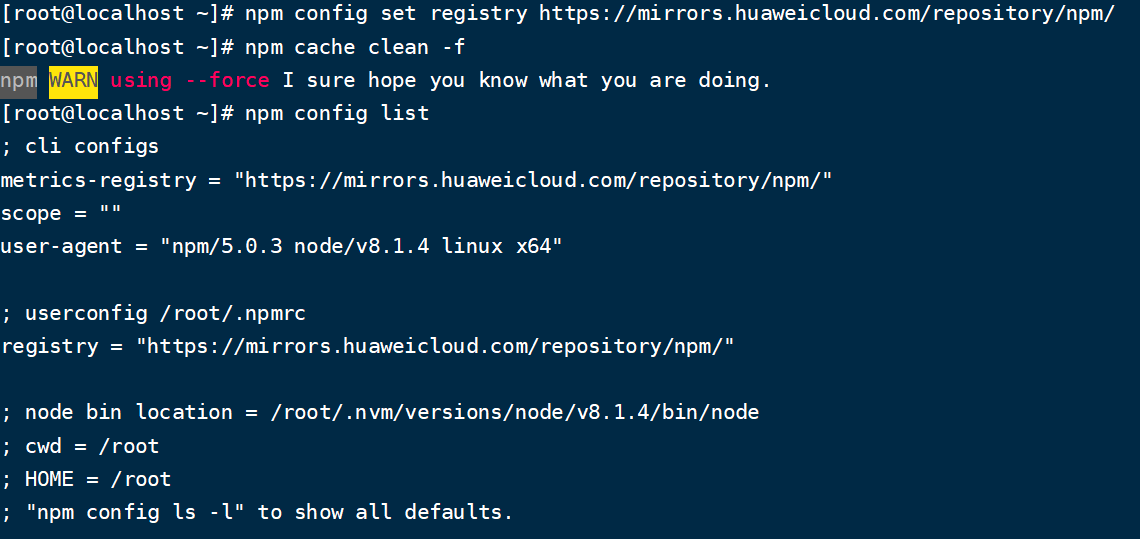 [root@localhost ~]# npm config set registry https://mirrors.huaweicloud.com/repository/npm/
[root@localhost ~]# npm cache clean -f
npm WARN using --force I sure hope you know what you are doing.
[root@localhost ~]# npm config list
; cli configs
metrics-registry = "https://mirrors.huaweicloud.com/repository/npm/"
scope = ""
user-agent = "npm/5.0.3 node/v8.1.4 linux x64"
; userconfig /root/.npmrc
registry = "https://mirrors.huaweicloud.com/repository/npm/"
; node bin location = /root/.nvm/versions/node/v8.1.4/bin/node
; cwd = /root
; HOME = /root
; "npm config ls -l" to show all defaults.